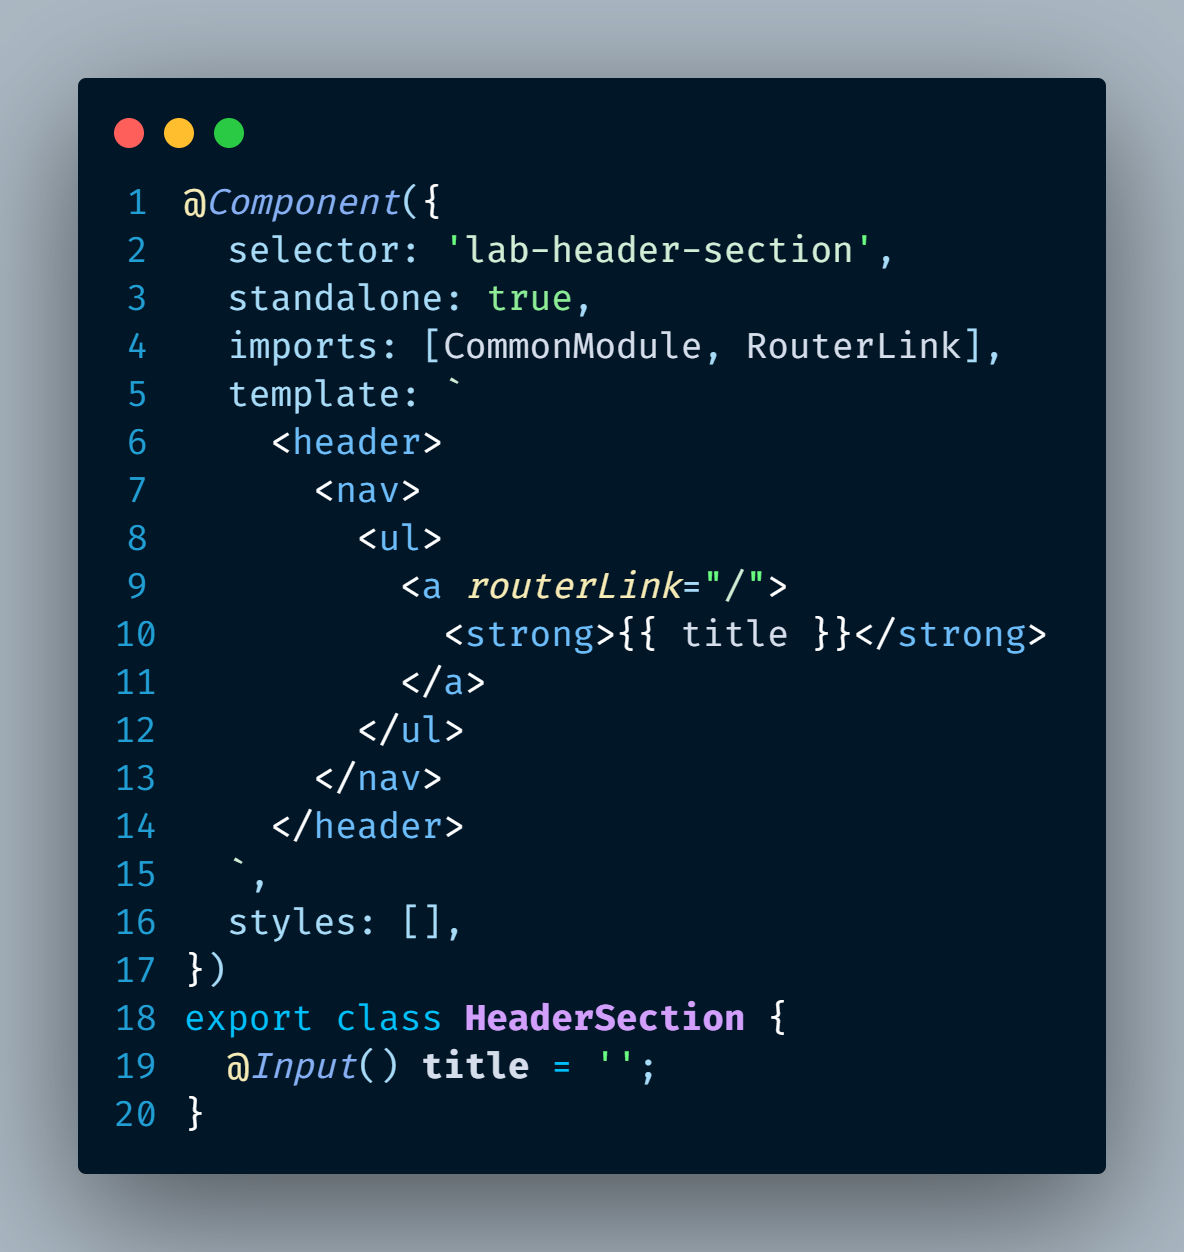 1 @Component({
2   selector: 'lab-header-section',
3   standalone: true,
4   imports: [CommonModule, RouterLink],
5   template: `
6     <header>
7       <nav>
8         <ul>
9           <a routerLink="/">
10             <strong>{{ title }}</strong>
11           </a>
12         </ul>
13       </nav>
14     </header>
15   `,
16   styles: [],
17 })
18 export class HeaderSection {
19   @Input() title = '';
20 }